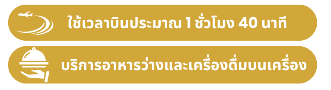 ใช้เวลาบินประมาณ 1 ชั่วโมง 40 นาที
บริการอาหารว่างและเครื่องดื่มบนเครื่อง